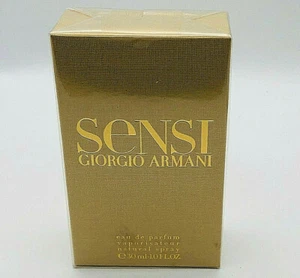 SeNSI
GIORGIO ARMANI
eau de parfum
vaporisateur
natural spray